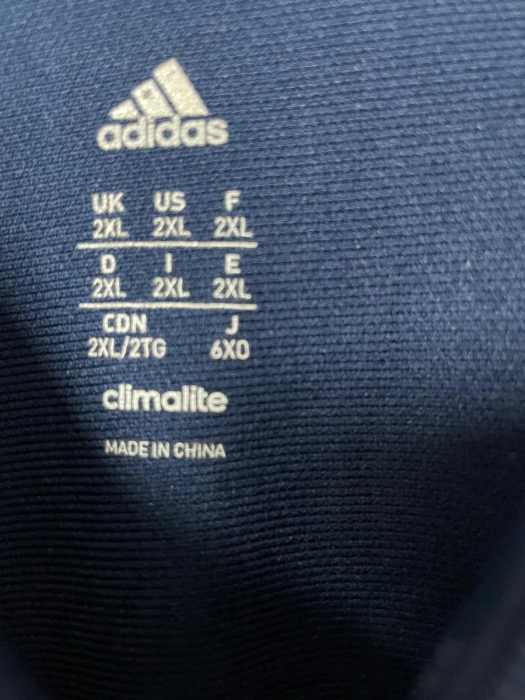 adidas
UK US F
2XL 2XL 2XL
D I E
2XL 2XL 2XL
CDN J
2XL/2TG 6XO
climalite
MADE IN CHINA